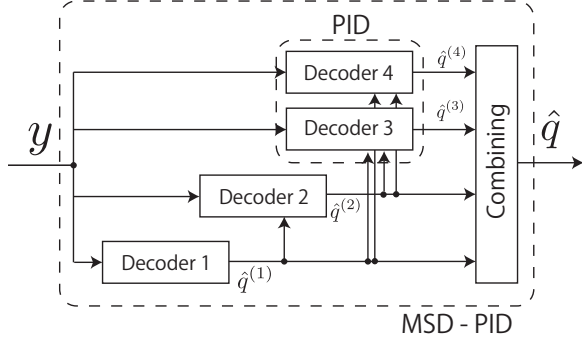 PID
Decoder 4
q̂⁽⁴⁾
Decoder 3
q̂⁽³⁾
y
Combining
q̂
Decoder 2
q̂⁽²⁾
Decoder 1
q̂⁽¹⁾
MSD - PID